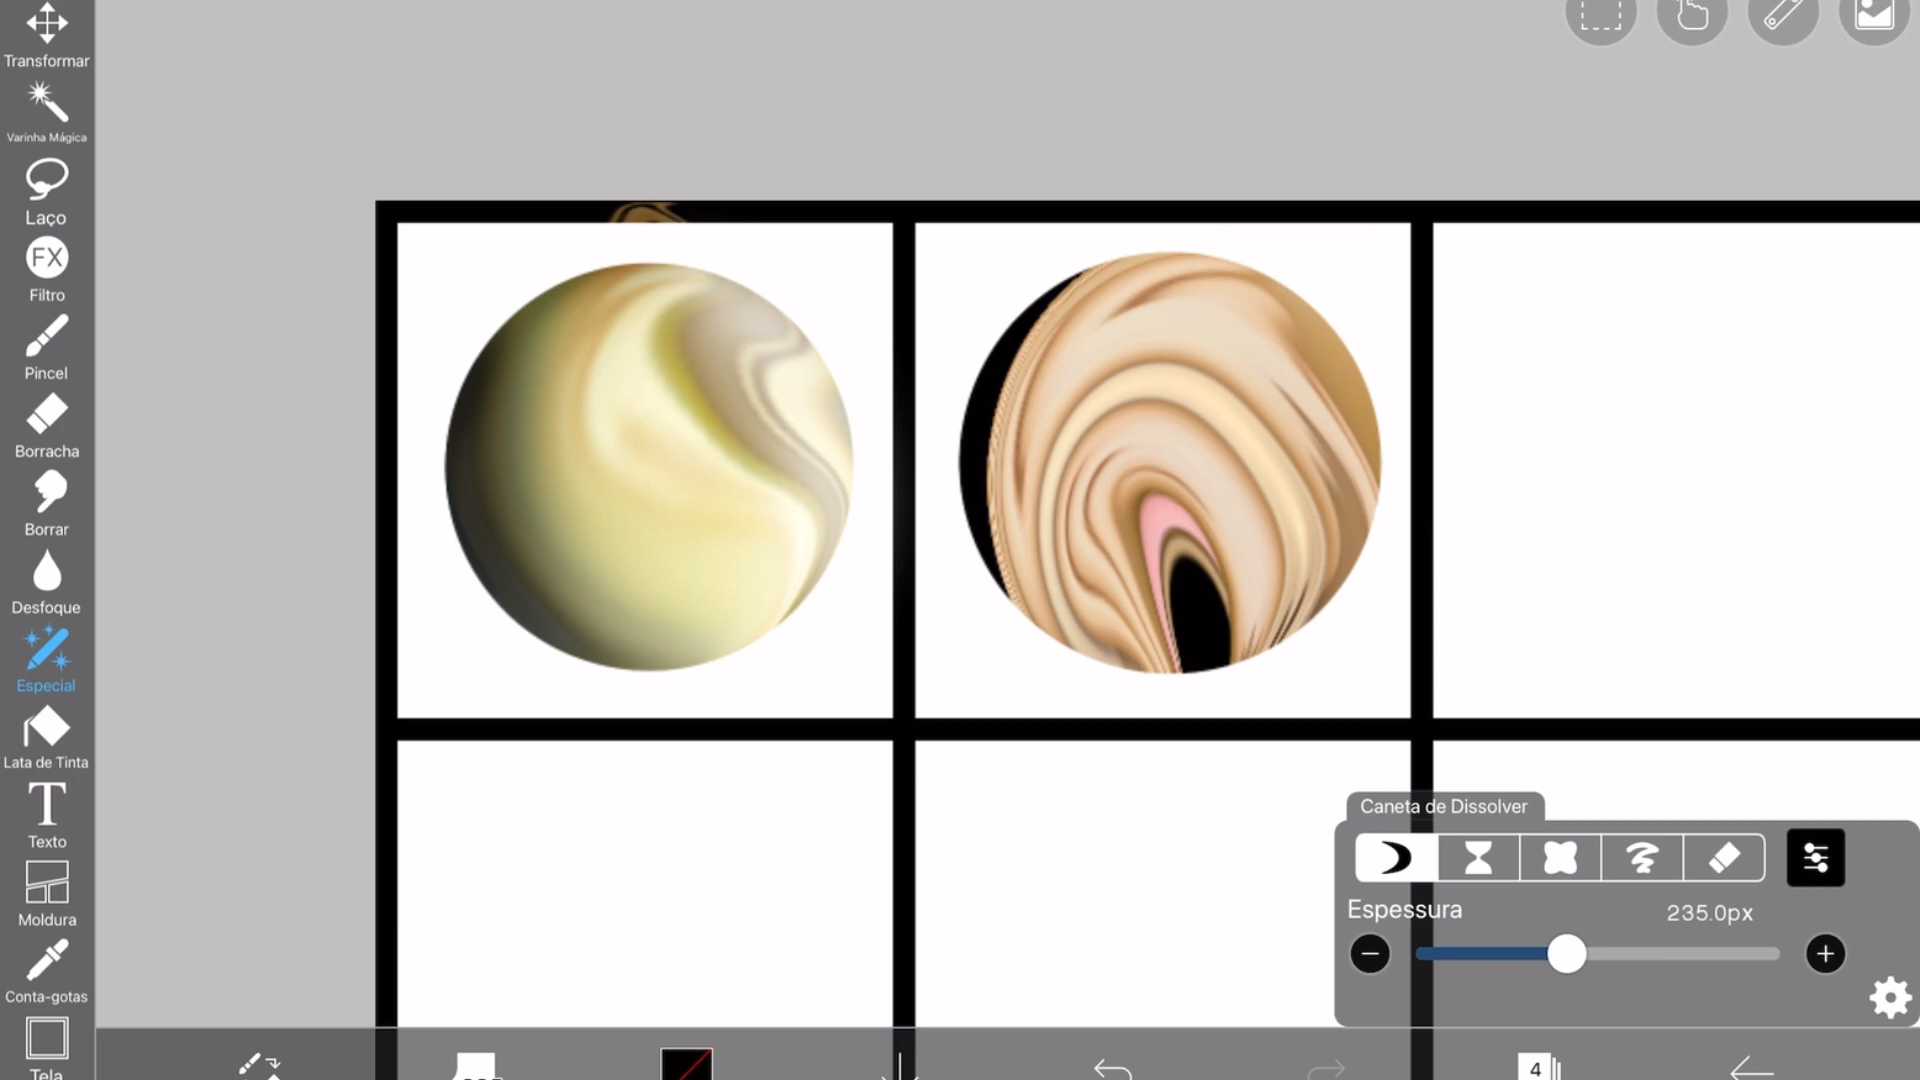 Transformar
Varinha Mágica
Laço
FX
Filtro
Pincel
Borracha
Borrar
Desfoque
Especial
Lata de Tinta
T
Texto
Moldura
Conta-gotas
Tela
Caneta de Dissolver
Espessura
235.0px
4